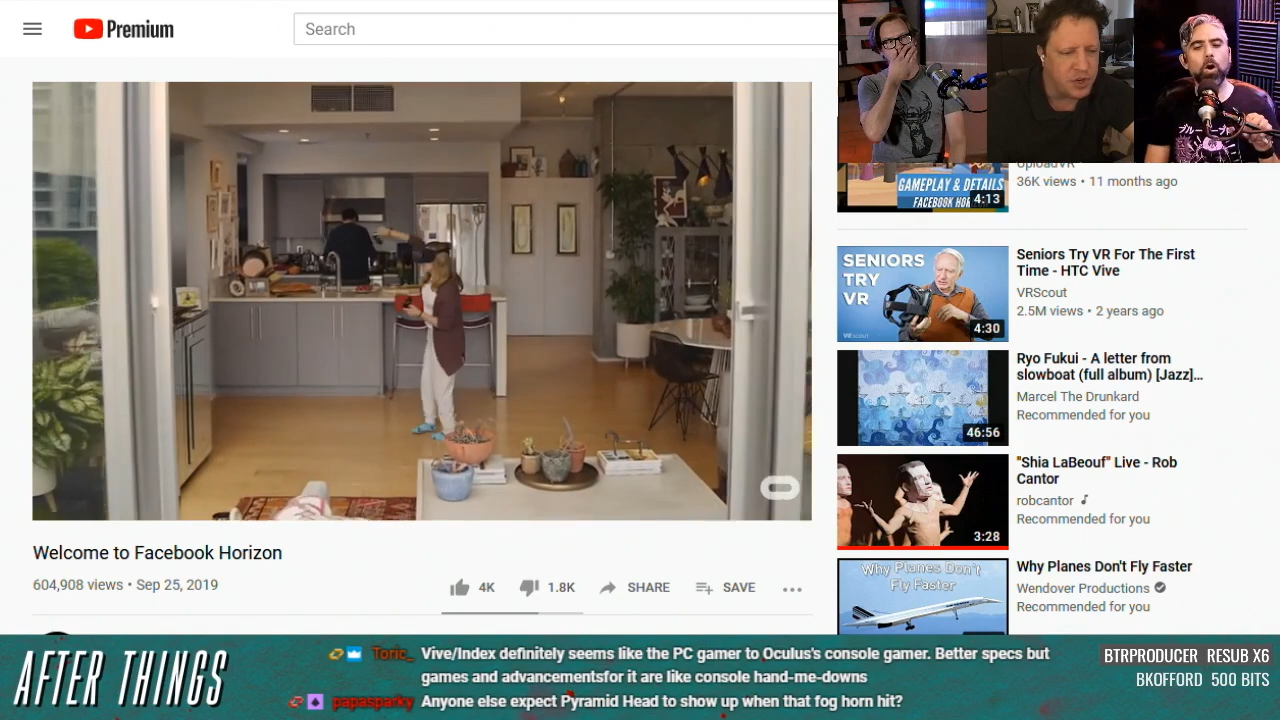 Premium
Search
UploadVR
36K views • 11 months ago
GAMEPLAY & DETAILS
4:13
SENIORS
TRY
VR
4:30
Seniors Try VR For The First
Time - HTC Vive
VRScout
2.5M views • 2 years ago
46:56
Ryo Fukui - A letter from
slowboat (full album) [Jazz]...
Marcel The Drunkard
Recommended for you
3:28
"Shia LaBeouf" Live - Rob
Cantor
robcantor
Recommended for you
Why Planes Don't
Fly Faster
Why Planes Don't Fly Faster
Wendover Productions
Recommended for you
Welcome to Facebook Horizon
604,908 views • Sep 25, 2019
4K
1.8K
SHARE
SAVE
AFTER THINGS
Toric_ Vive/Index definitely seems like the PC gamer to Oculus's console gamer. Better specs but
games and advancementsfor it are like console hand-me-downs
papasparky Anyone else expect Pyramid Head to show up when that fog horn hit?
BTRPRODUCER RESUB X6
BKOFFORD 500 BITS